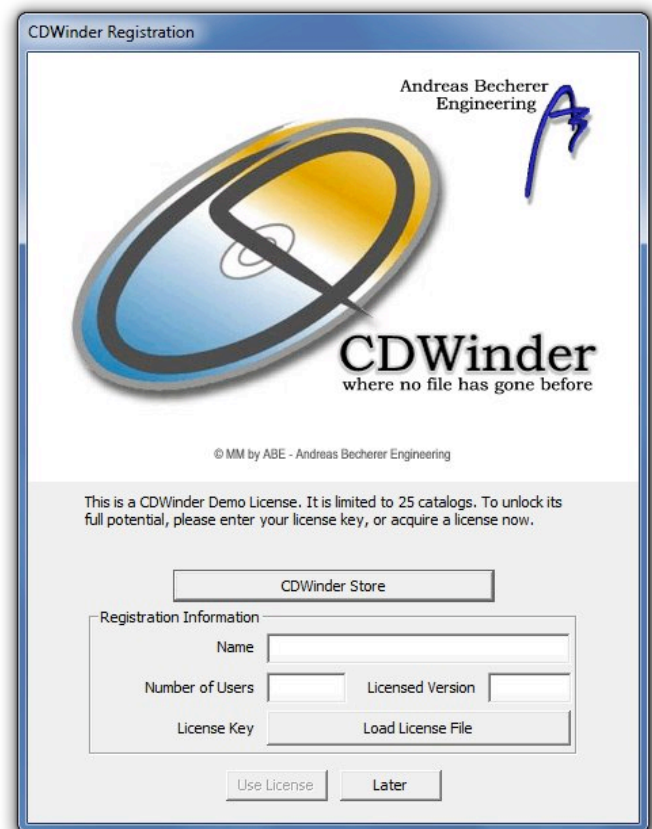 CDWinder Registration
Andreas Becherer
Engineering
CDWinder
where no file has gone before
© MM by ABE - Andreas Becherer Engineering
This is a CDWinder Demo License. It is limited to 25 catalogs. To unlock its
full potential, please enter your license key, or acquire a license now.
CDWinder Store
Registration Information
Name
Number of Users
Licensed Version
License Key
Load License File
Use License
Later